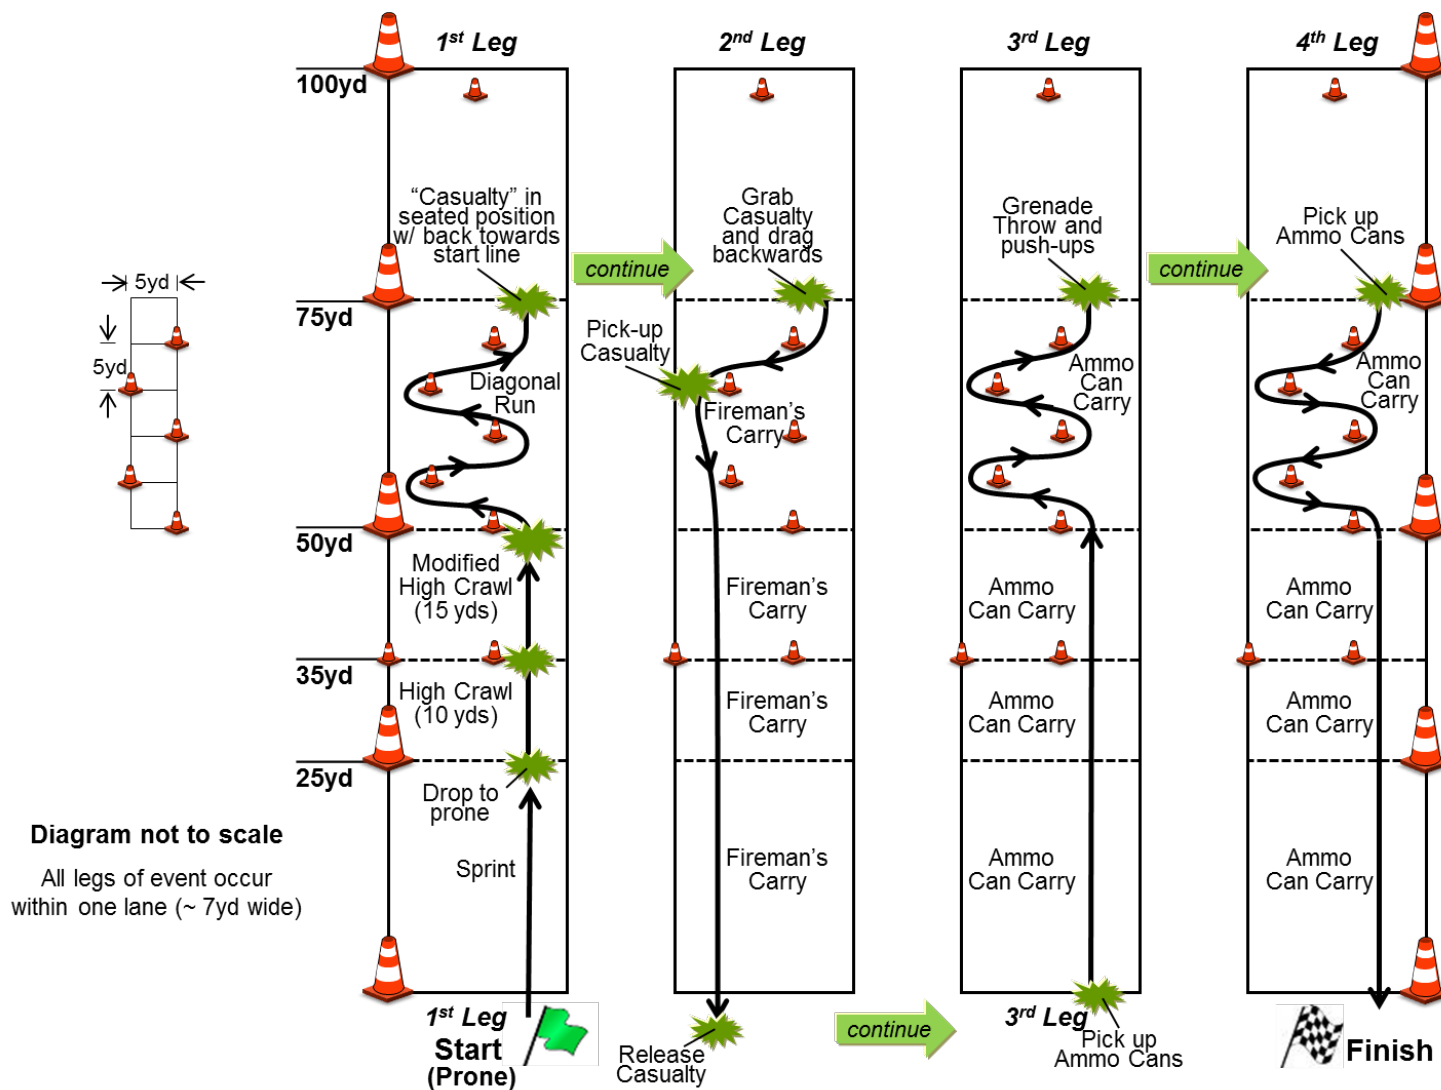 1st Leg
2nd Leg
3rd Leg
4th Leg
100yd
"Casualty" in
seated position
w/ back towards
start line
continue
Grab
Casualty
and drag
backwards
Grenade
Throw and
push-ups
continue
Pick up
Ammo Cans
5yd
5yd
75yd
Diagonal
Run
Pick-up
Casualty
Fireman's
Carry
Ammo
Can
Carry
Ammo
Can
Carry
50yd
Modified
High Crawl
(15 yds)
Fireman's
Carry
Ammo
Can Carry
Ammo
Can Carry
35yd
High Crawl
(10 yds)
Fireman's
Carry
Ammo
Can Carry
Ammo
Can Carry
25yd
Drop to
prone
Sprint
Fireman's
Carry
Ammo
Can Carry
Ammo
Can Carry
Diagram not to scale
All legs of event occur
within one lane (~ 7yd wide)
1st Leg
Start
(Prone)
Release
Casualty
continue
3rd Leg
Pick up
Ammo Cans
Finish